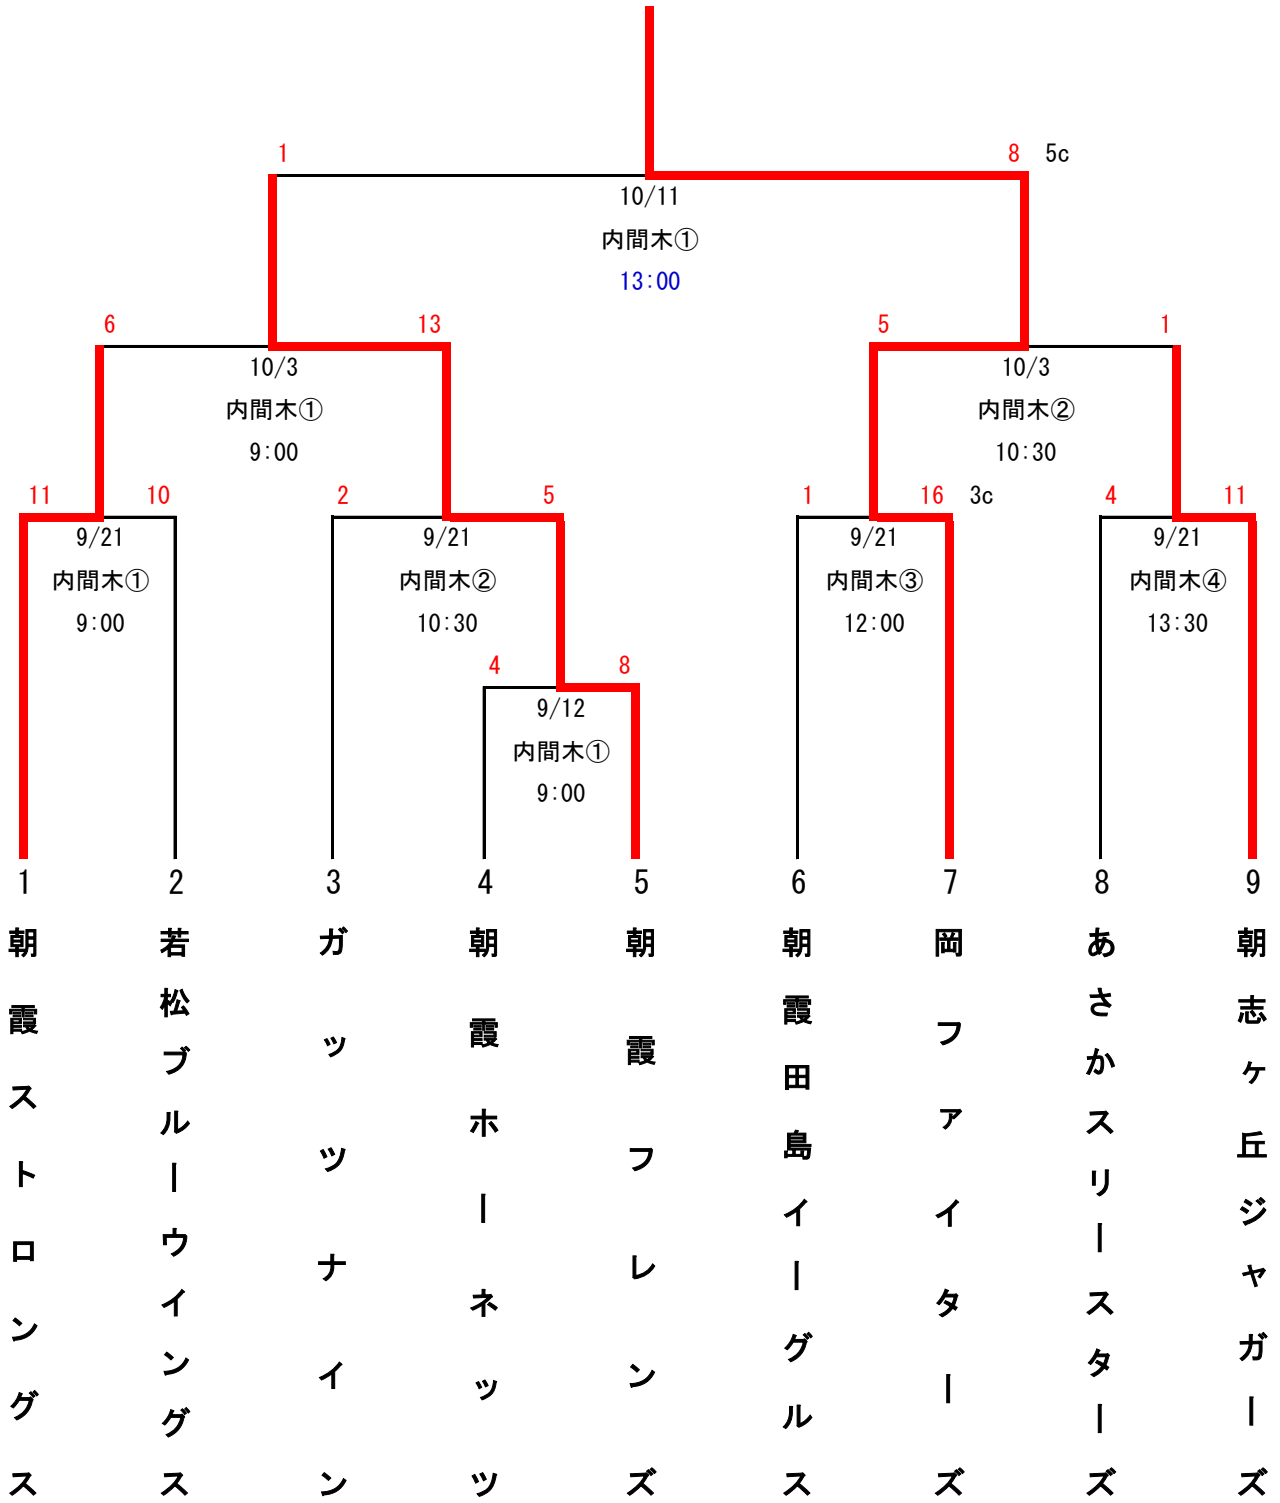 1 8 5c
10/11
内間木①
13:00
6 13 5 1
10/3 10/3
内間木① 内間木②
9:00 10:30
11 10 2 5 1 16 3c 4 11
9/21 9/21 9/21 9/21
内間木① 内間木② 内間木③ 内間木④
9:00 10:30 12:00 13:30
4 8
9/12
内間木①
9:00
1 2 3 4 5 6 7 8 9
朝霞ストロングス
若松ブルーウイングス
ガッツナイン
朝霞ホーネッツ
朝霞フレンズ
朝霞田島イーグルス
岡ファイターズ
あさかスリースターズ
朝志ヶ丘ジャガーズ